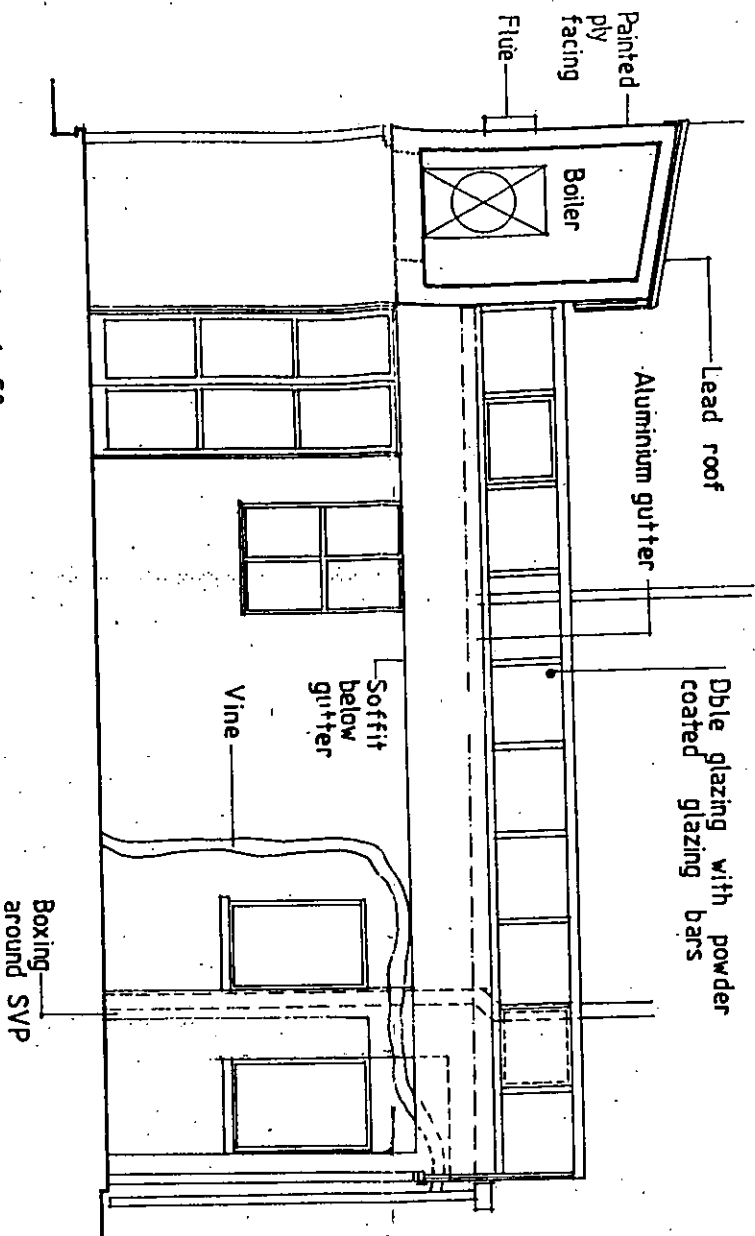 Painted
ply
facing
Flue
Boiler
Lead roof
Aluminium gutter
Dble glazing with powder
coated glazing bars
Soffit
below
gutter
Vine
Boxing
around SVP